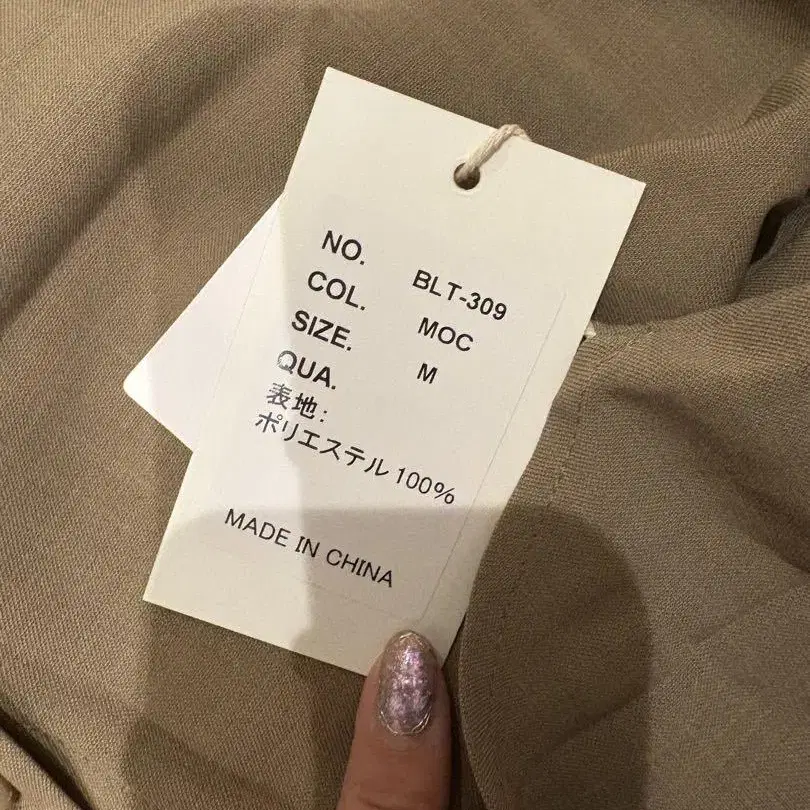 NO. BLT-309
COL. MOC
SIZE. M
QUA.
表地:
ポリエステル 100%
MADE IN CHINA